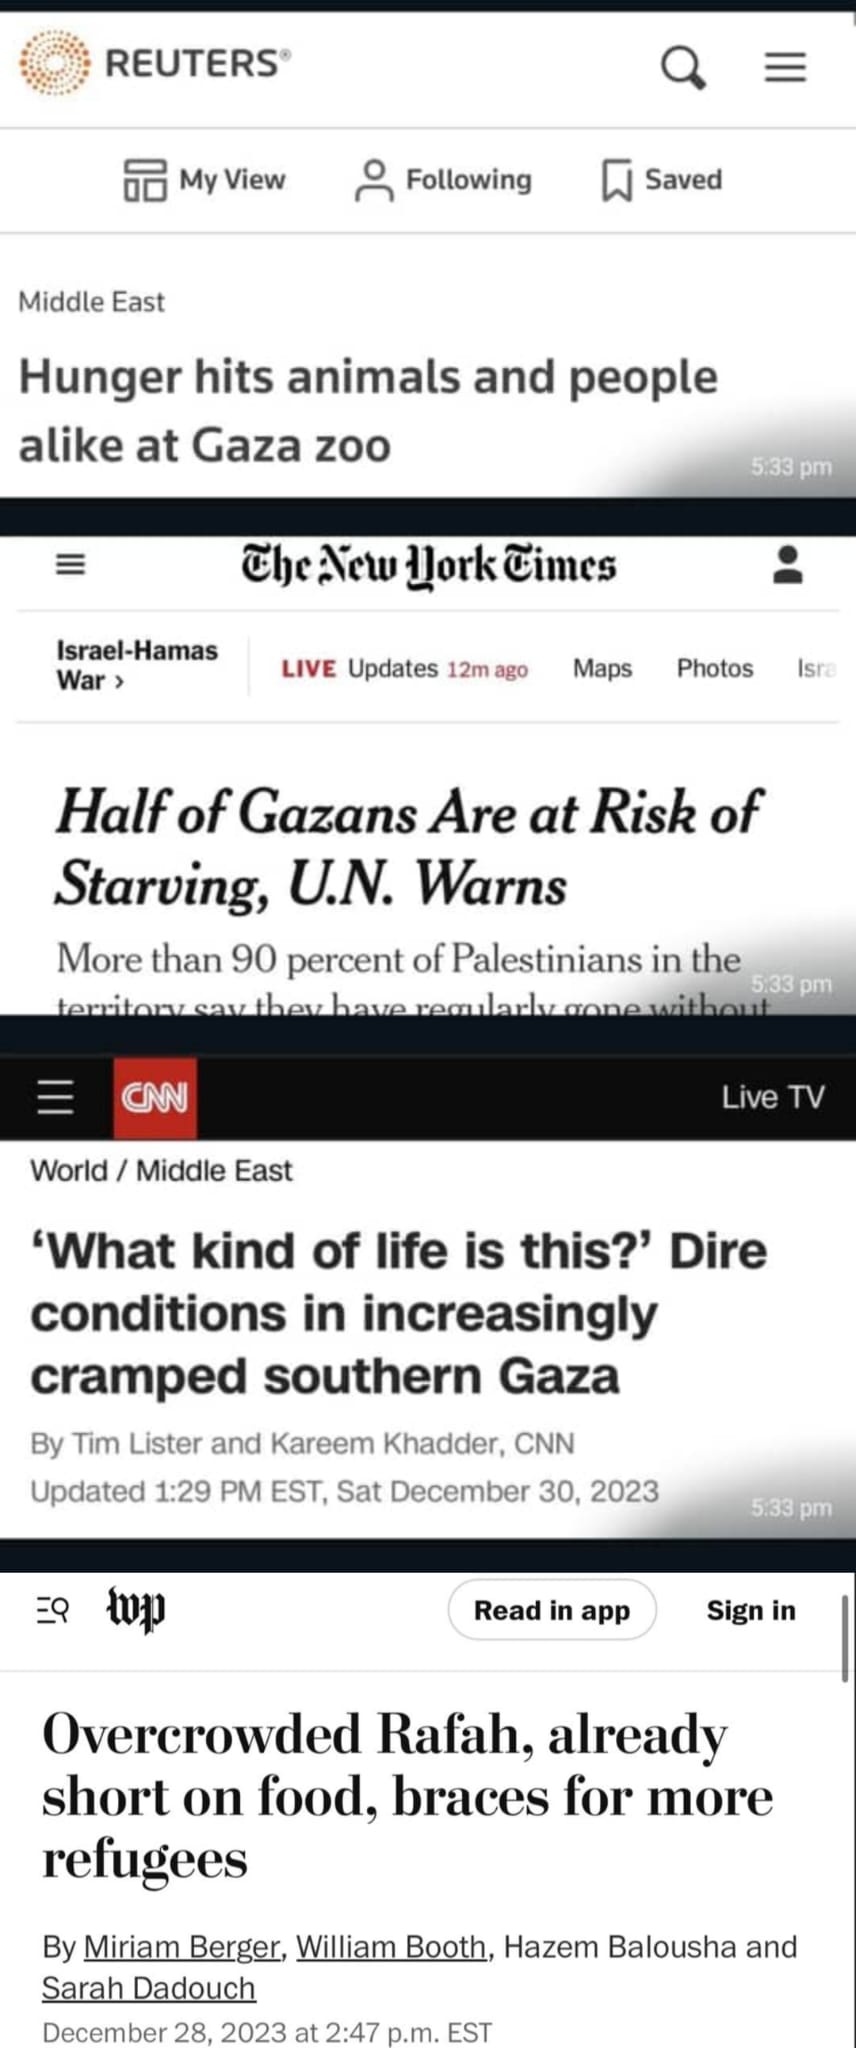 REUTERS®
My View Following Saved
Middle East
Hunger hits animals and people
alike at Gaza zoo
5:33 pm
The New York Times
Israel-Hamas
War ›
LIVE Updates 12m ago Maps Photos Isra
Half of Gazans Are at Risk of
Starving, U.N. Warns
More than 90 percent of Palestinians in the
5:33 pm
territory say they have regularly gone without
CNN Live TV
World / Middle East
‘What kind of life is this?’ Dire
conditions in increasingly
cramped southern Gaza
By Tim Lister and Kareem Khadder, CNN
Updated 1:29 PM EST, Sat December 30, 2023
5:33 pm
wp Read in app Sign in
Overcrowded Rafah, already
short on food, braces for more
refugees
By Miriam Berger, William Booth, Hazem Balousha and
Sarah Dadouch
December 28, 2023 at 2:47 p.m. EST